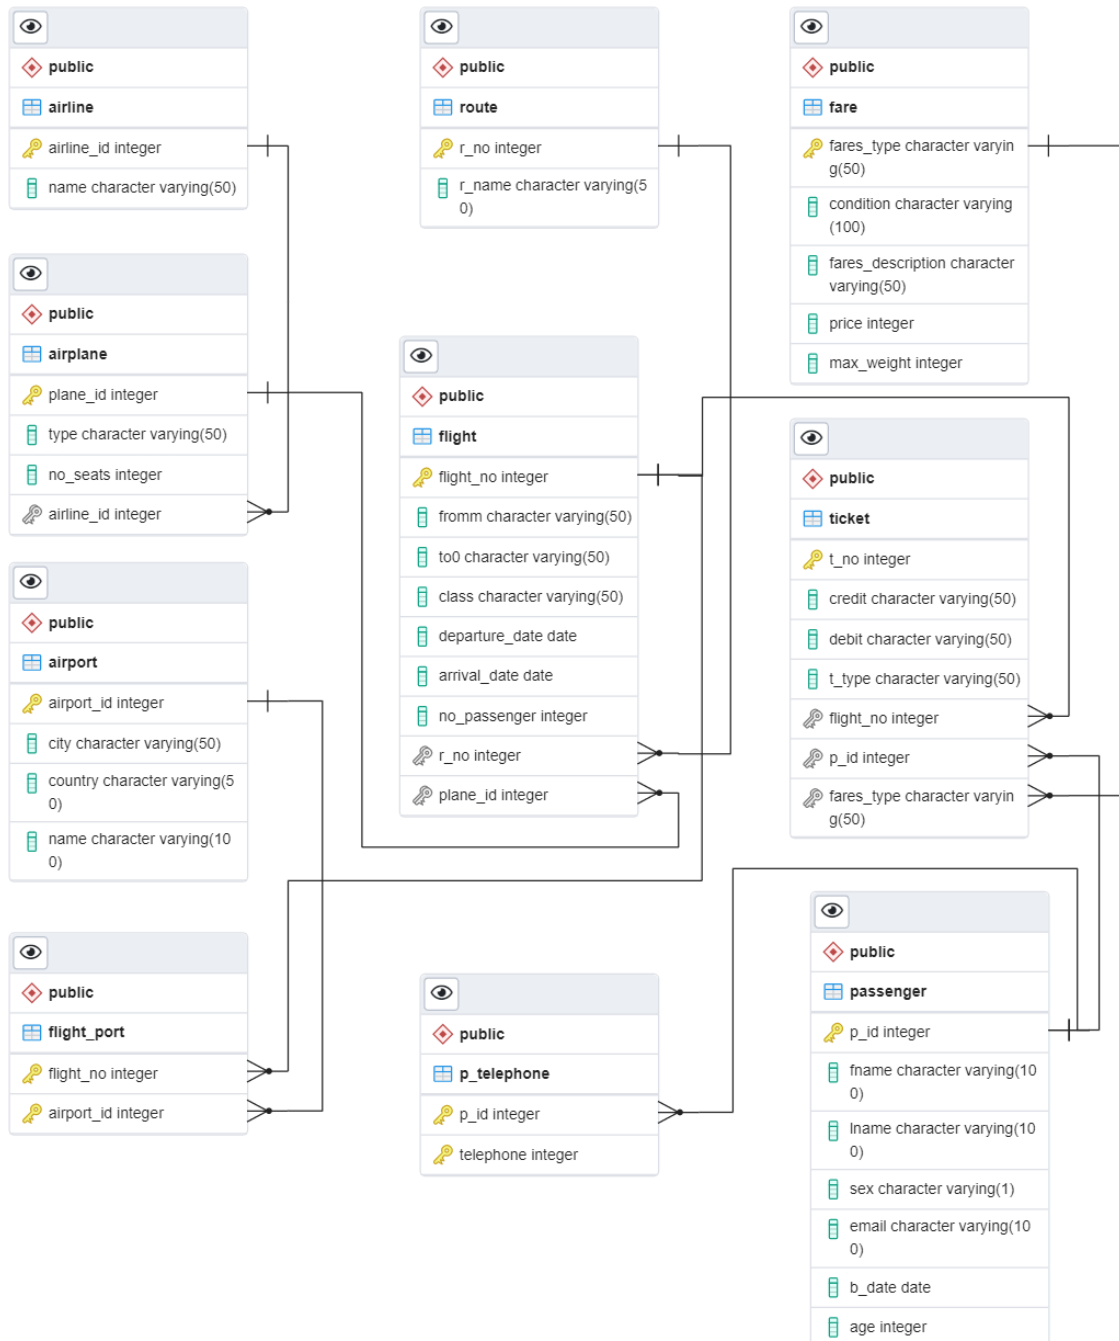 public
airline
airline_id integer
name character varying(50)
public
route
r_no integer
r_name character varying(5
0)
public
fare
fares_type character varyin
g(50)
condition character varying
(100)
fares_description character
varying(50)
price integer
max_weight integer
public
airplane
plane_id integer
type character varying(50)
no_seats integer
airline_id integer
public
flight
flight_no integer
fromm character varying(50)
to0 character varying(50)
class character varying(50)
departure_date date
arrival_date date
no_passenger integer
r_no integer
plane_id integer
public
ticket
t_no integer
credit character varying(50)
debit character varying(50)
t_type character varying(50)
flight_no integer
p_id integer
fares_type character varyin
g(50)
public
airport
airport_id integer
city character varying(50)
country character varying(5
0)
name character varying(10
0)
public
flight_port
flight_no integer
airport_id integer
public
p_telephone
p_id integer
telephone integer
public
passenger
p_id integer
fname character varying(10
0)
lname character varying(10
0)
sex character varying(1)
email character varying(10
0)
b_date date
age integer